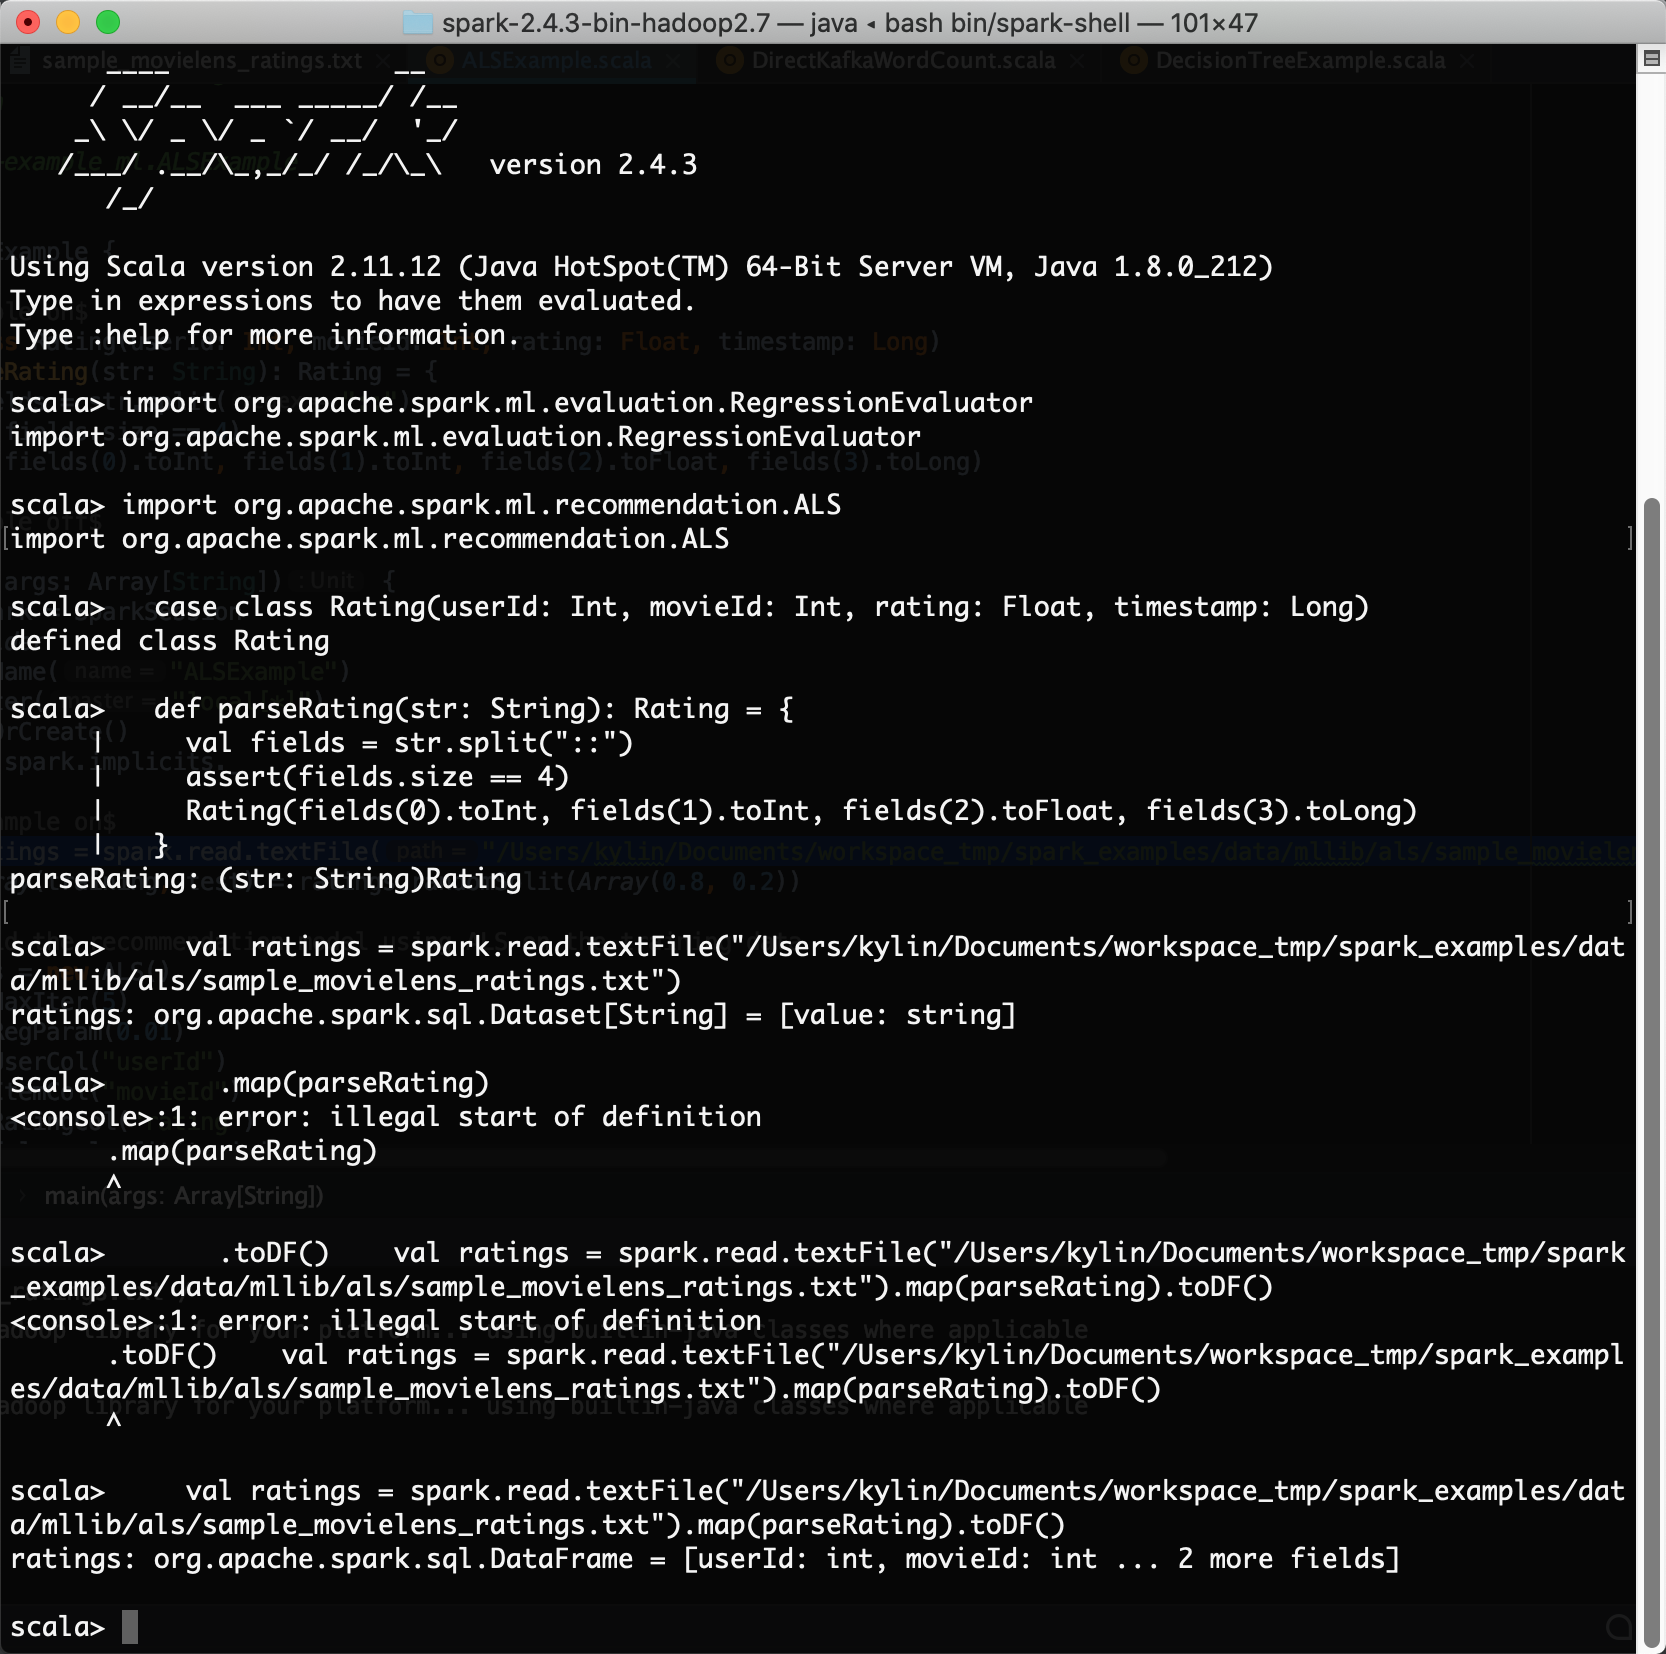 spark-2.4.3-bin-hadoop2.7 — java ◂ bash bin/spark-shell — 101×47
sample_movielens_ratings.txt × ALSExample.scala × DirectKafkaWordCount.scala × DecisionTreeExample.scala ×
      ____              __
     / __/__  ___ _____/ /__
    _\ \/ _ \/ _ `/ __/  '_/
   /___/ .__/\_,_/_/ /_/\_\   version 2.4.3
      /_/
Using Scala version 2.11.12 (Java HotSpot(TM) 64-Bit Server VM, Java 1.8.0_212)
Type in expressions to have them evaluated.
Type :help for more information.
scala> import org.apache.spark.ml.evaluation.RegressionEvaluator
import org.apache.spark.ml.evaluation.RegressionEvaluator
scala> import org.apache.spark.ml.recommendation.ALS
[import org.apache.spark.ml.recommendation.ALS ]
scala>   case class Rating(userId: Int, movieId: Int, rating: Float, timestamp: Long)
defined class Rating
scala>   def parseRating(str: String): Rating = {
     |     val fields = str.split("::")
     |     assert(fields.size == 4)
     |     Rating(fields(0).toInt, fields(1).toInt, fields(2).toFloat, fields(3).toLong)
     |   }
parseRating: (str: String)Rating
[ ]
scala>     val ratings = spark.read.textFile("/Users/kylin/Documents/workspace_tmp/spark_examples/dat
a/mllib/als/sample_movielens_ratings.txt")
ratings: org.apache.spark.sql.Dataset[String] = [value: string]
scala>       .map(parseRating)
<console>:1: error: illegal start of definition
      .map(parseRating)
      ^
main(args: Array[String])
scala>       .toDF()    val ratings = spark.read.textFile("/Users/kylin/Documents/workspace_tmp/spark
_examples/data/mllib/als/sample_movielens_ratings.txt").map(parseRating).toDF()
<console>:1: error: illegal start of definition
      .toDF()    val ratings = spark.read.textFile("/Users/kylin/Documents/workspace_tmp/spark_exampl
es/data/mllib/als/sample_movielens_ratings.txt").map(parseRating).toDF()
      ^
scala>     val ratings = spark.read.textFile("/Users/kylin/Documents/workspace_tmp/spark_examples/dat
a/mllib/als/sample_movielens_ratings.txt").map(parseRating).toDF()
ratings: org.apache.spark.sql.DataFrame = [userId: int, movieId: int ... 2 more fields]
scala>